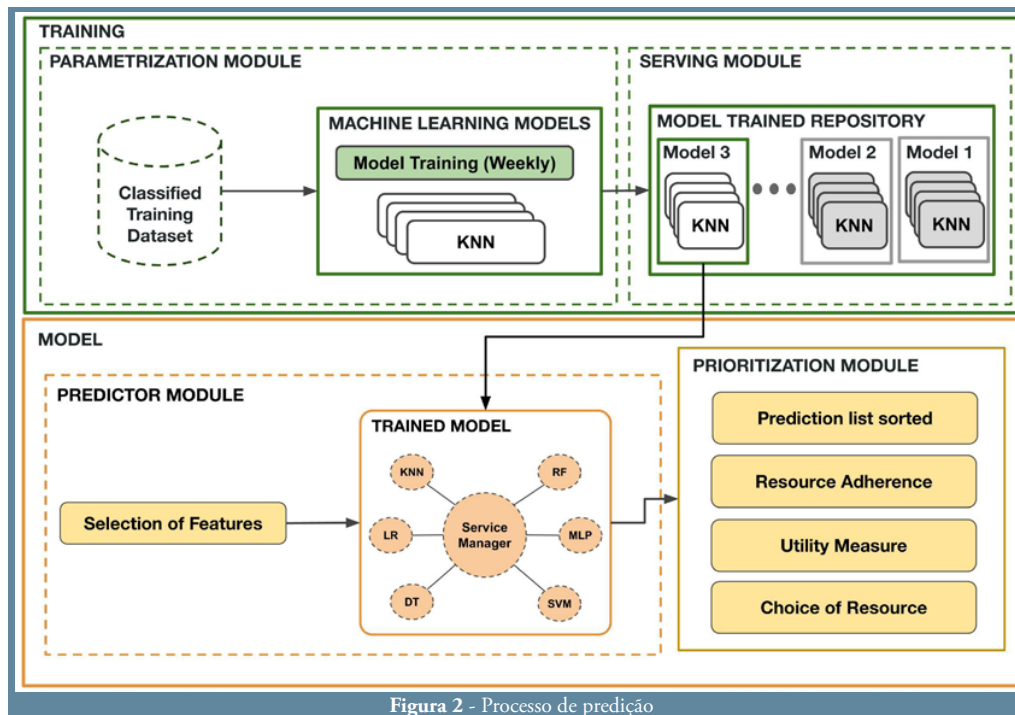 TRAINING
PARAMETRIZATION MODULE
Classified
Training
Dataset
MACHINE LEARNING MODELS
Model Training (Weekly)
KNN
SERVING MODULE
MODEL TRAINED REPOSITORY
Model 3
KNN
Model 2
KNN
Model 1
KNN
MODEL
PREDICTOR MODULE
Selection of Features
TRAINED MODEL
KNN
RF
LR
Service
Manager
MLP
DT
SVM
PRIORITIZATION MODULE
Prediction list sorted
Resource Adherence
Utility Measure
Choice of Resource
Figura 2 - Processo de predição